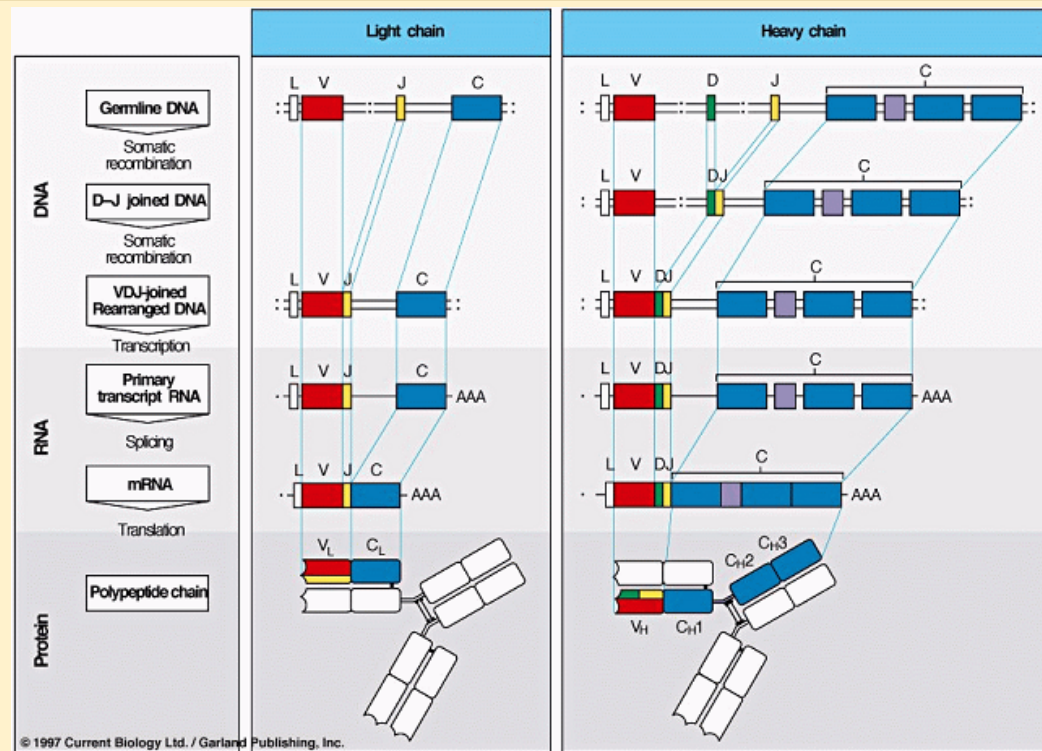 Light chain
Heavy chain
DNA
Germline DNA
L V J C
L V D J C
Somatic
recombination
D–J joined DNA
L V DJ C
Somatic
recombination
VDJ-joined
Rearranged DNA
L V J C
L V DJ C
Transcription
RNA
Primary
transcript RNA
L V J C
AAA
L V DJ C
AAA
Splicing
mRNA
L V J C
AAA
L V DJ C
AAA
Translation
Protein
Polypeptide chain
VL CL
VH CH1 CH2 CH3
© 1997 Current Biology Ltd. / Garland Publishing, Inc.